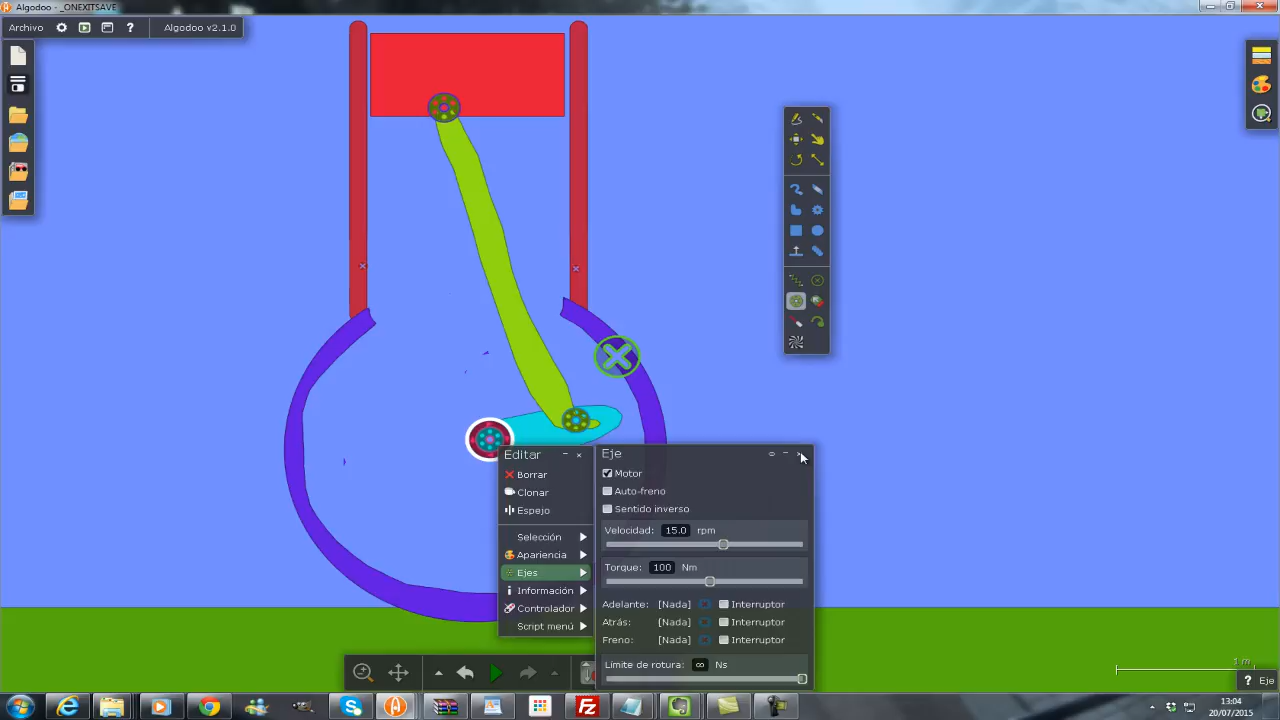 Algodoo - _ONEXITSAVE
Archivo ? Algodoo v2.1.0
Editar
Borrar
Clonar
Espejo
Selección
Apariencia
Ejes
Información
Controlador
Script menú
Eje
Motor
Auto-freno
Sentido inverso
Velocidad: 15.0 rpm
Torque: 100 Nm
Adelante: [Nada] Interruptor
Atrás: [Nada] Interruptor
Freno: [Nada] Interruptor
Límite de rotura: ∞ Ns
1 m
? Eje
13:04
20/07/2015